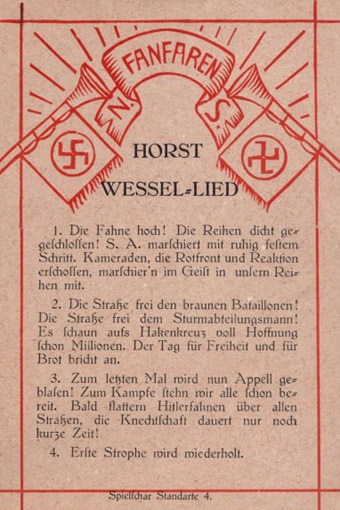 FANFAREN
N. S.
HORST
WESSEL=LIED
1. Die Fahne hoch! Die Reihen dicht ge=
geschlossen! S. A. marschiert mit ruhig festem
Schritt. Kameraden, die Rotfront und Reaktion
erschossen, marschier'n im Geist in unsern Rei=
hen mit.
2. Die Straße frei den braunen Bataillonen!
Die Straße frei dem Sturmabteilungsmann!
Es schaun aufs Hakenkreuz voll Hoffnung
schon Millionen. Der Tag für Freiheit und für
Brot bricht an.
3. Zum letzten Mal wird nun Appell ge=
blasen! Zum Kampfe stehn wir alle schon be=
reit. Bald flattern Hitlerfahnen über allen
Straßen, die Knechtschaft dauert nur noch
kurze Zeit!
4. Erste Strophe wird wiederholt.
Spielschar Standarte 4.